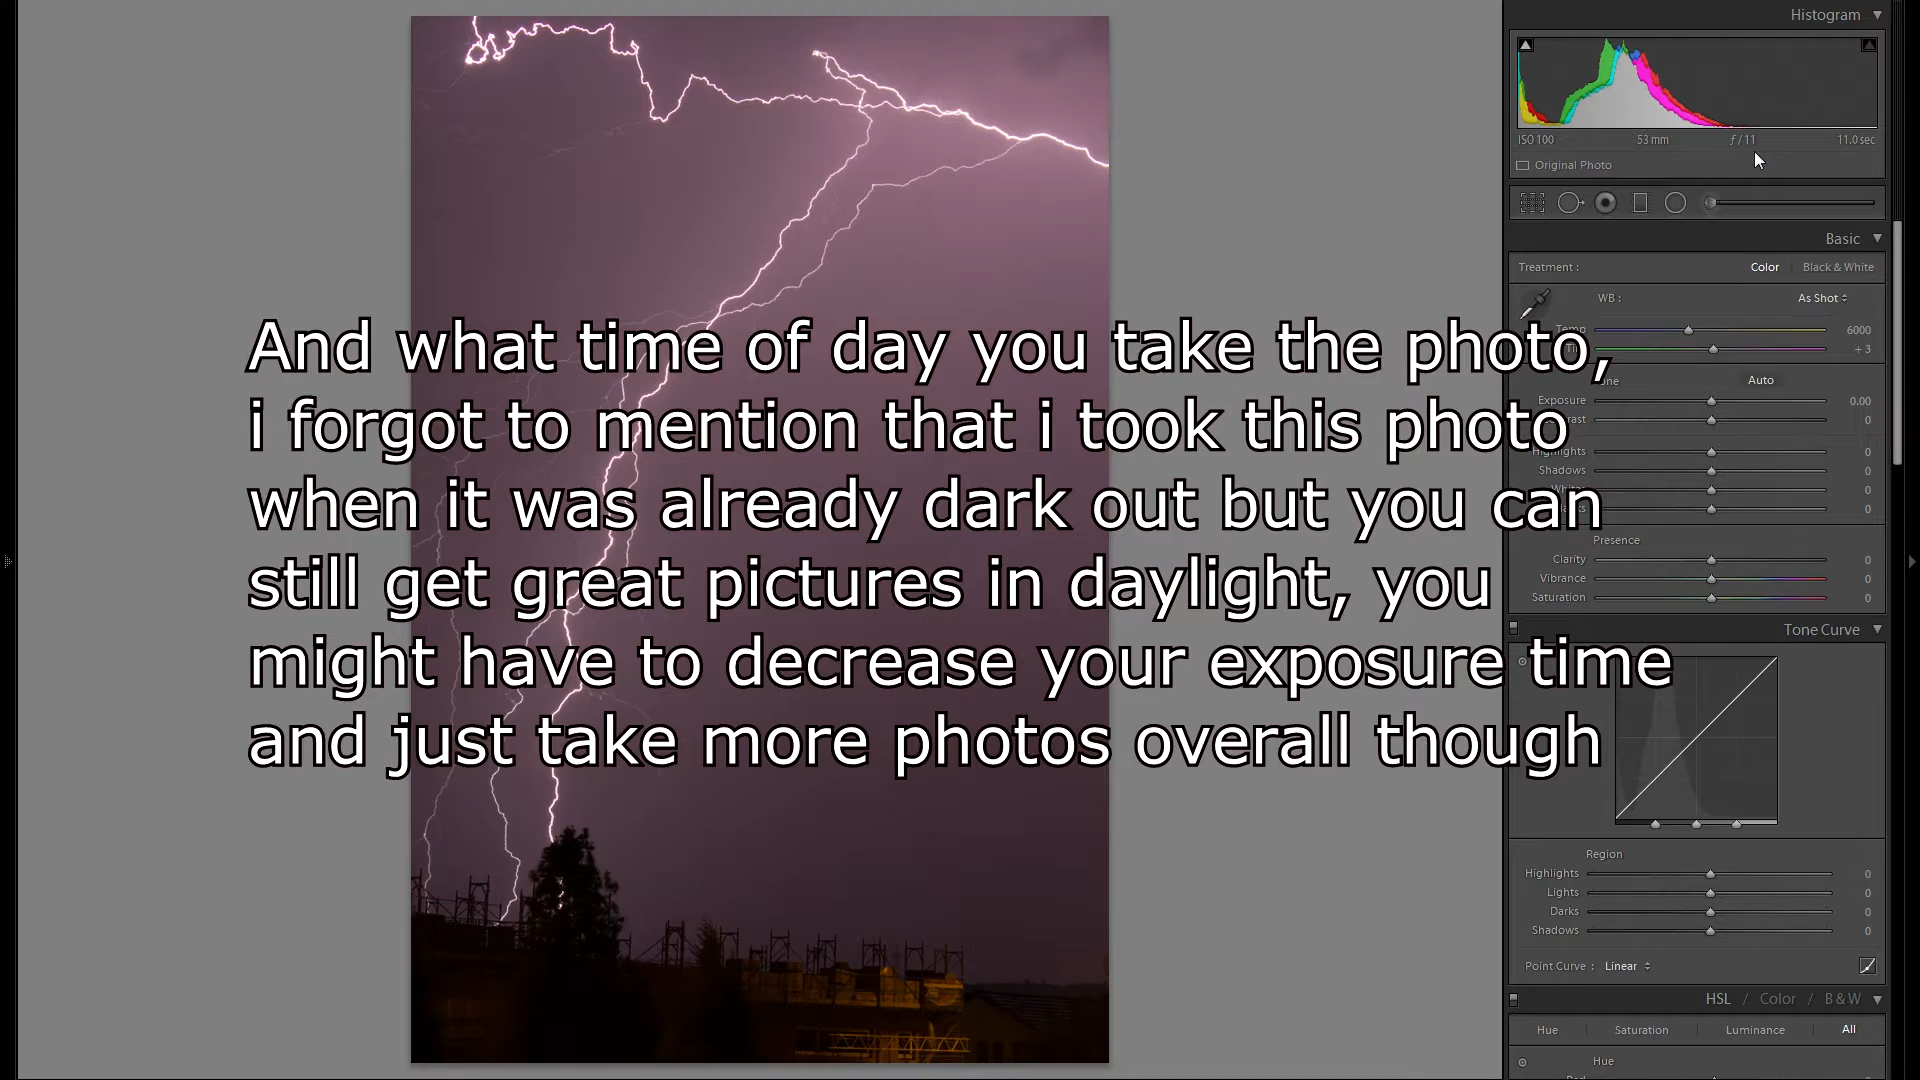 Histogram
ISO 100 53 mm ƒ / 11 11.0 sec
Original Photo
Basic
Treatment : Color Black & White
WB : As Shot
Temp 6000
+ 3
Auto
Exposure 0.00
0
Highlights 0
Shadows 0
0
0
Presence
Clarity 0
Vibrance 0
Saturation 0
And what time of day you take the photo,
i forgot to mention that i took this photo
when it was already dark out but you can
still get great pictures in daylight, you
might have to decrease your exposure time
and just take more photos overall though
Tone Curve
Region
Highlights 0
Lights 0
Darks 0
Shadows 0
Point Curve : Linear
HSL / Color / B & W
Hue Saturation Luminance All
Hue